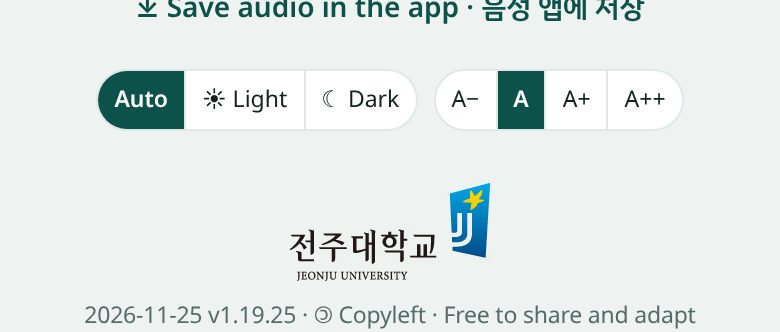 Save audio in the app · 음성 앱에 저장
Auto ☀ Light ☾ Dark A− A A+ A++
전주대학교
JEONJU UNIVERSITY
2026-11-25 v1.19.25 · 🄯 Copyleft · Free to share and adapt